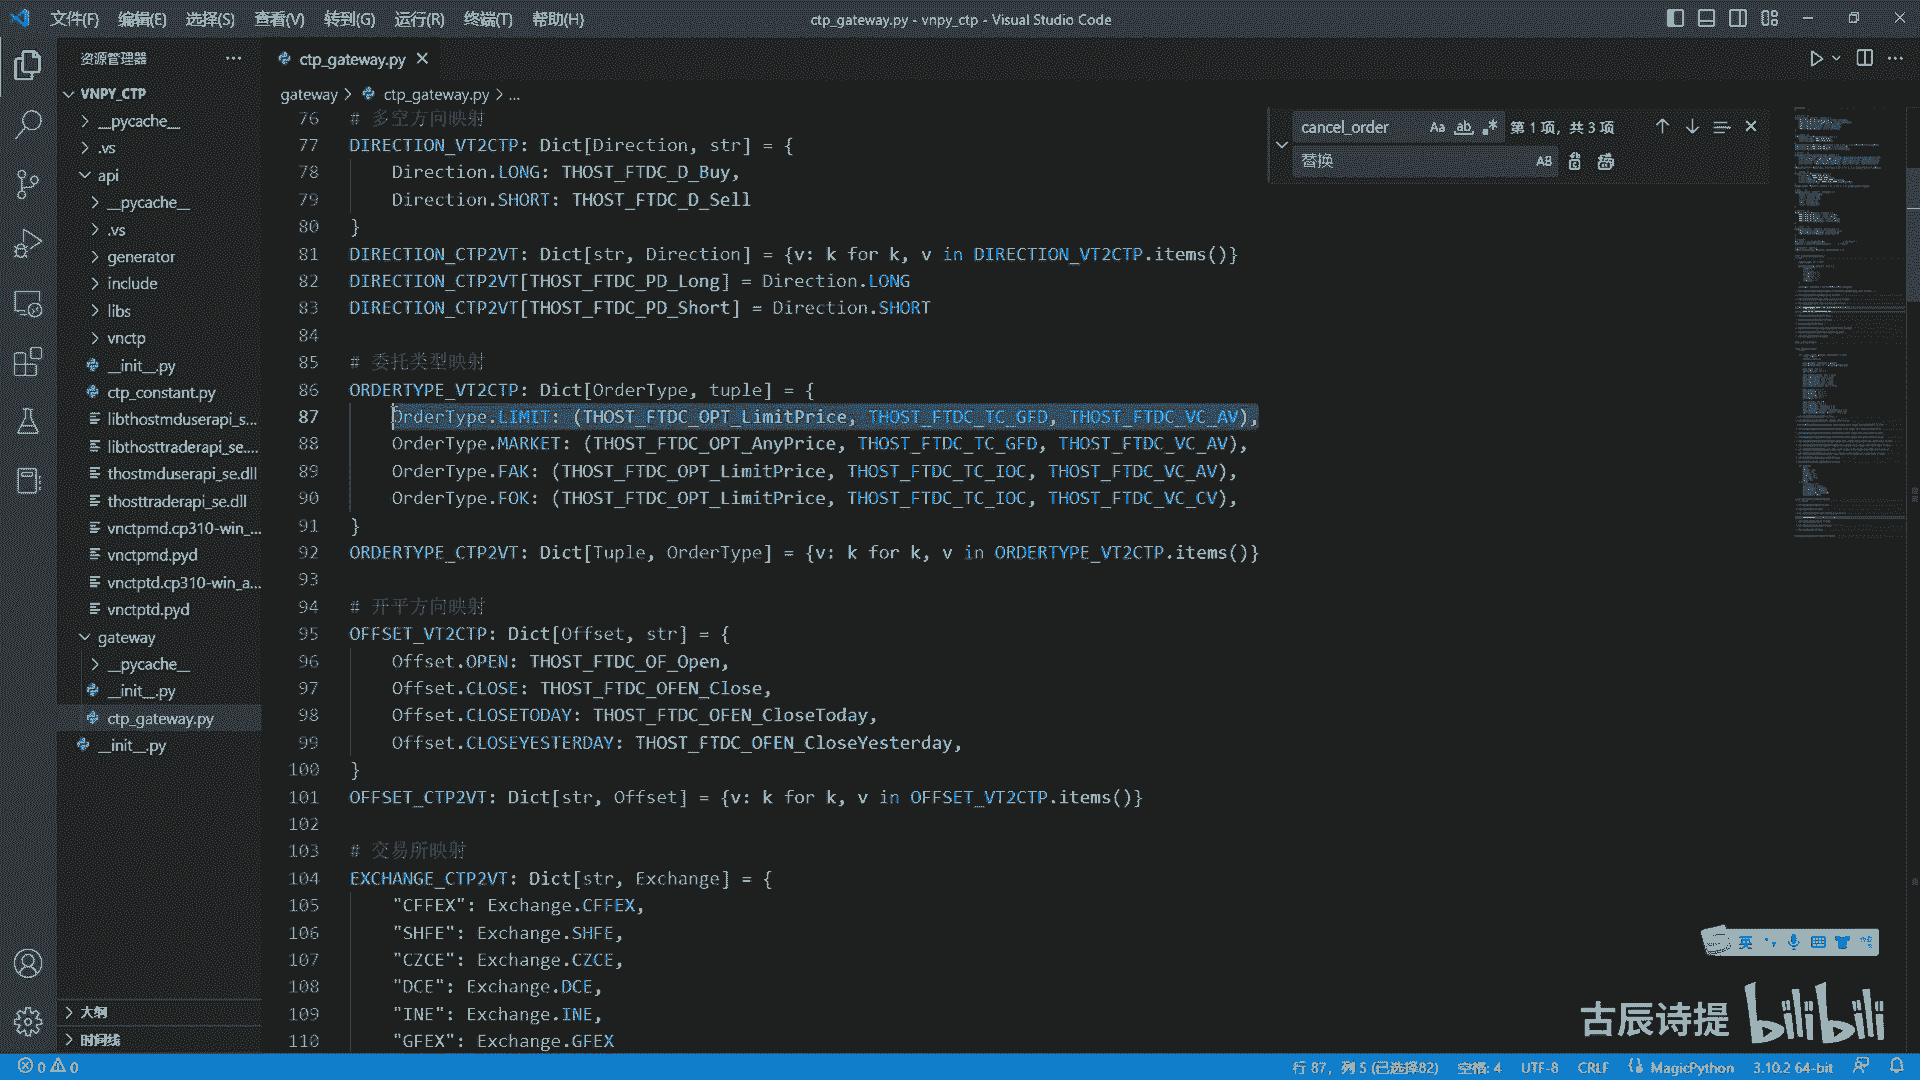 文件(F) 编辑(E) 选择(S) 查看(V) 转到(G) 运行(R) 终端(T) 帮助(H) ctp_gateway.py - vnpy_ctp - Visual Studio Code
资源管理器
VNPY_CTP
__pycache__
.vs
api
__pycache__
.vs
generator
include
libs
vnctp
__init__.py
ctp_constant.py
libthostmduserapi_s...
libthosttraderapi_se....
thostmduserapi_se.dll
thosttraderapi_se.dll
vnctpmd.cp310-win_...
vnctpmd.pyd
vnctptd.cp310-win_a...
vnctptd.pyd
gateway
__pycache__
__init__.py
ctp_gateway.py
__init__.py
大纲
时间线
ctp_gateway.py
gateway > ctp_gateway.py > ...
cancel_order Aa ab .* 第 1 项, 共 3 项
替换 AB
76 # 多空方向映射
77 DIRECTION_VT2CTP: Dict[Direction, str] = {
78 Direction.LONG: THOST_FTDC_D_Buy,
79 Direction.SHORT: THOST_FTDC_D_Sell
80 }
81 DIRECTION_CTP2VT: Dict[str, Direction] = {v: k for k, v in DIRECTION_VT2CTP.items()}
82 DIRECTION_CTP2VT[THOST_FTDC_PD_Long] = Direction.LONG
83 DIRECTION_CTP2VT[THOST_FTDC_PD_Short] = Direction.SHORT
84
85 # 委托类型映射
86 ORDERTYPE_VT2CTP: Dict[OrderType, tuple] = {
87 OrderType.LIMIT: (THOST_FTDC_OPT_LimitPrice, THOST_FTDC_TC_GFD, THOST_FTDC_VC_AV),
88 OrderType.MARKET: (THOST_FTDC_OPT_AnyPrice, THOST_FTDC_TC_GFD, THOST_FTDC_VC_AV),
89 OrderType.FAK: (THOST_FTDC_OPT_LimitPrice, THOST_FTDC_TC_IOC, THOST_FTDC_VC_AV),
90 OrderType.FOK: (THOST_FTDC_OPT_LimitPrice, THOST_FTDC_TC_IOC, THOST_FTDC_VC_CV),
91 }
92 ORDERTYPE_CTP2VT: Dict[Tuple, OrderType] = {v: k for k, v in ORDERTYPE_VT2CTP.items()}
93
94 # 开平方向映射
95 OFFSET_VT2CTP: Dict[Offset, str] = {
96 Offset.OPEN: THOST_FTDC_OF_Open,
97 Offset.CLOSE: THOST_FTDC_OFEN_Close,
98 Offset.CLOSETODAY: THOST_FTDC_OFEN_CloseToday,
99 Offset.CLOSEYESTERDAY: THOST_FTDC_OFEN_CloseYesterday,
100 }
101 OFFSET_CTP2VT: Dict[str, Offset] = {v: k for k, v in OFFSET_VT2CTP.items()}
102
103 # 交易所映射
104 EXCHANGE_CTP2VT: Dict[str, Exchange] = {
105 "CFFEX": Exchange.CFFEX,
106 "SHFE": Exchange.SHFE,
107 "CZCE": Exchange.CZCE,
108 "DCE": Exchange.DCE,
109 "INE": Exchange.INE,
110 "GFEX": Exchange.GFEX
英
古辰诗提 bilibili
0 0 行 87, 列 5 (已选择82) 空格: 4 UTF-8 CRLF MagicPython 3.10.2 64-bit